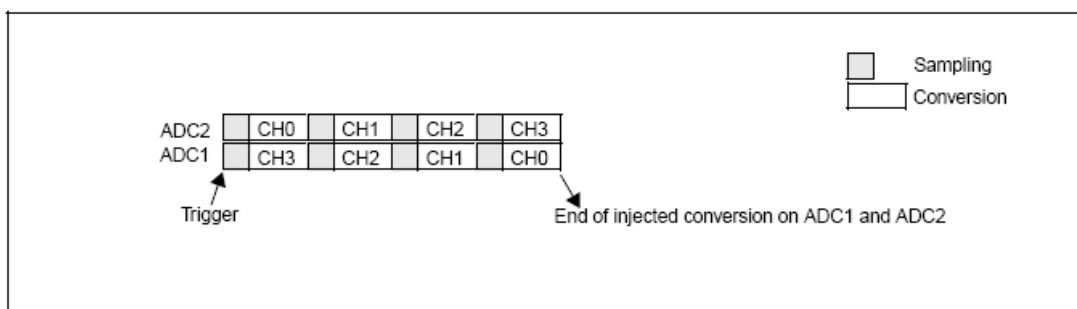 Sampling
Conversion
ADC2 CH0 CH1 CH2 CH3
ADC1 CH3 CH2 CH1 CH0
Trigger
End of injected conversion on ADC1 and ADC2